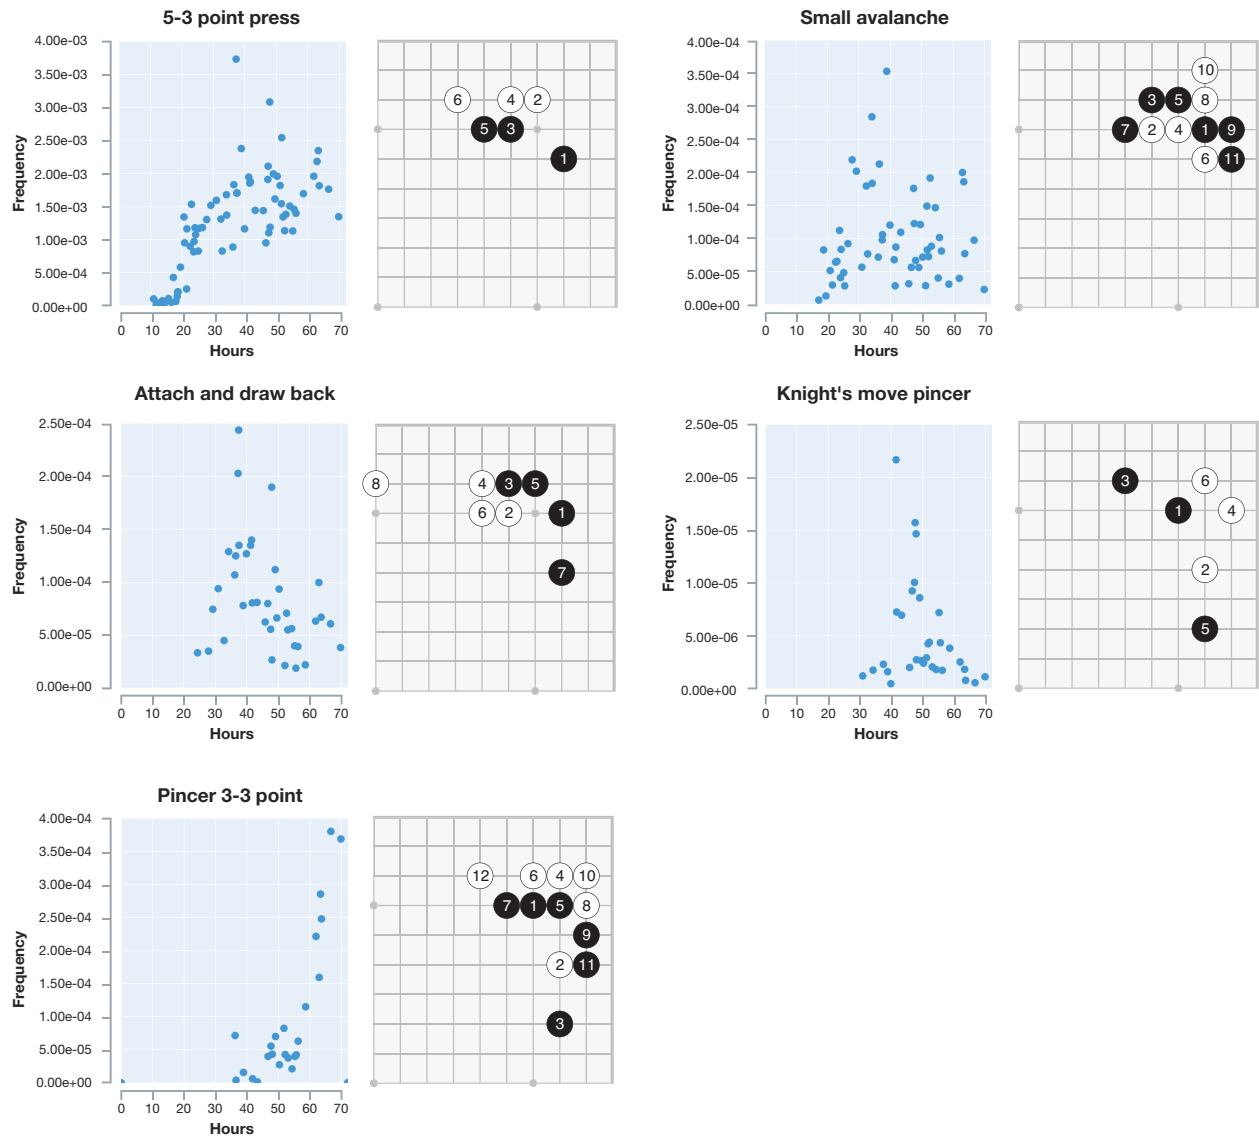 5-3 point press
4.00e-03
3.50e-03
3.00e-03
2.50e-03
2.00e-03
1.50e-03
1.00e-03
5.00e-04
0.00e+00
Frequency
0 10 20 30 40 50 60 70
Hours
6 4 2
5 3
1
Small avalanche
4.00e-04
3.50e-04
3.00e-04
2.50e-04
2.00e-04
1.50e-04
1.00e-04
5.00e-05
0.00e+00
Frequency
0 10 20 30 40 50 60 70
Hours
10
3 5 8
7 2 4 1 9
6 11
Attach and draw back
2.50e-04
2.00e-04
1.50e-04
1.00e-04
5.00e-05
0.00e+00
Frequency
0 10 20 30 40 50 60 70
Hours
8 4 3 5
6 2 1
7
Knight's move pincer
2.50e-05
2.00e-05
1.50e-05
1.00e-05
5.00e-06
0.00e+00
Frequency
0 10 20 30 40 50 60 70
Hours
3 6
1 4
2
5
Pincer 3-3 point
4.00e-04
3.50e-04
3.00e-04
2.50e-04
2.00e-04
1.50e-04
1.00e-04
5.00e-05
0.00e+00
Frequency
0 10 20 30 40 50 60 70
Hours
12 6 4 10
7 1 5 8
9
2 11
3